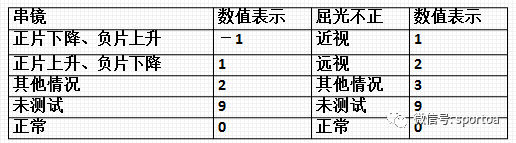 串镜 数值表示 屈光不正 数值表示
正片下降、负片上升 －1 近视 1
正片上升、负片下降 1 远视 2
其他情况 2 其他情况 3
未测试 9 未测试 9
正常 0 正常 0
微信号: sportoa